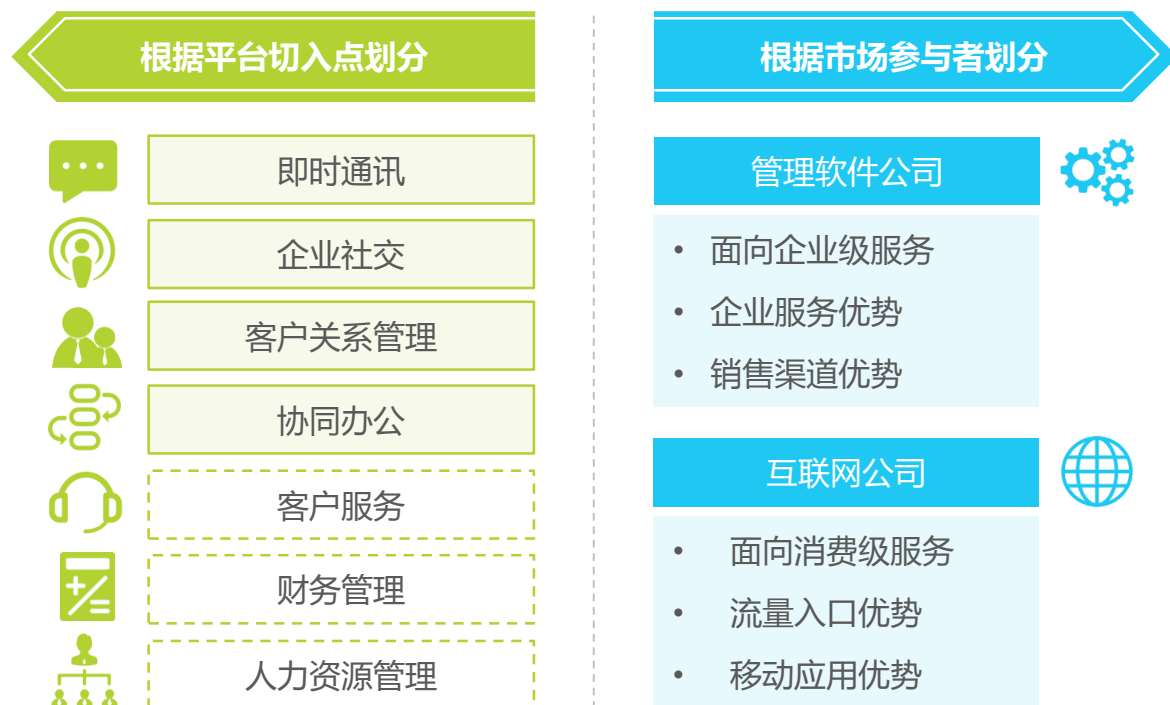 根据平台切入点划分
即时通讯
企业社交
客户关系管理
协同办公
客户服务
财务管理
人力资源管理
根据市场参与者划分
管理软件公司
• 面向企业级服务
• 企业服务优势
• 销售渠道优势
互联网公司
• 面向消费级服务
• 流量入口优势
• 移动应用优势